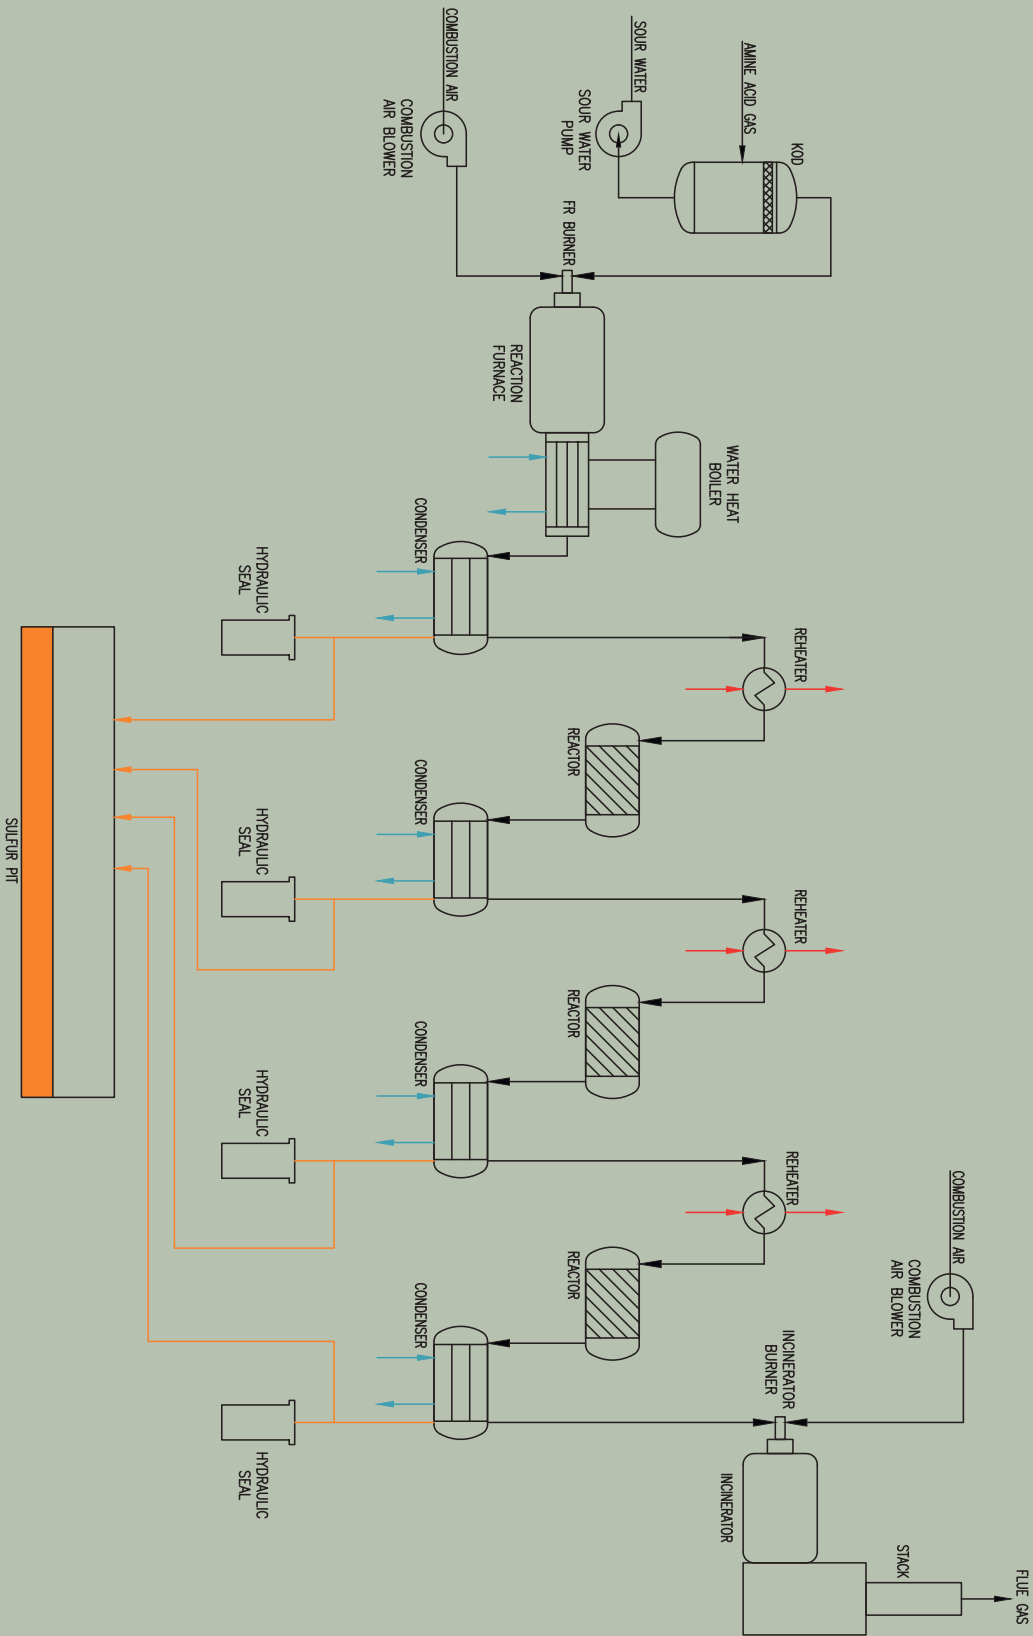 AMINE ACID GAS
KOD
SOUR WATER
SOUR WATER
PUMP
COMBUSTION AIR
COMBUSTION
AIR BLOWER
FR BURNER
REACTION
FURNACE
WATER HEAT
BOILER
CONDENSER
HYDRAULIC
SEAL
REHEATER
REACTOR
CONDENSER
HYDRAULIC
SEAL
REHEATER
REACTOR
CONDENSER
HYDRAULIC
SEAL
REHEATER
REACTOR
CONDENSER
HYDRAULIC
SEAL
SULFUR PIT
COMBUSTION AIR
COMBUSTION
AIR BLOWER
INCINERATOR
BURNER
INCINERATOR
STACK
FLUE GAS